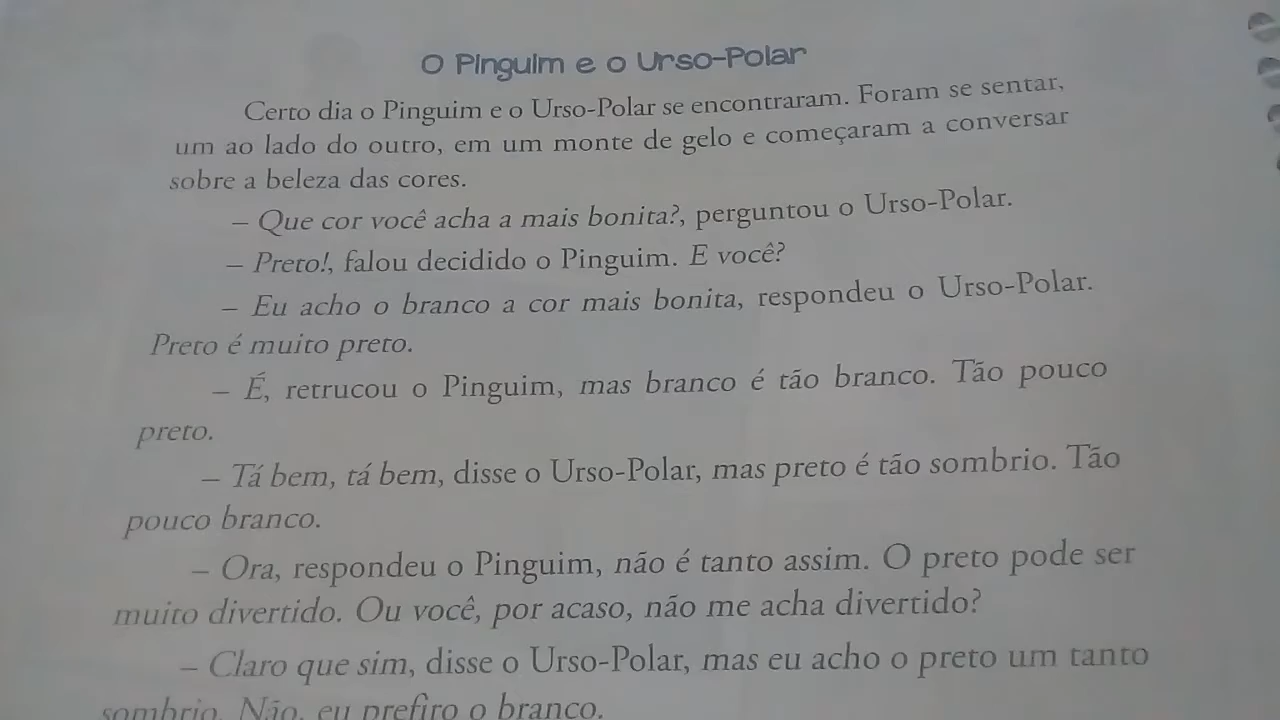 O Pinguim e o Urso-Polar
Certo dia o Pinguim e o Urso-Polar se encontraram. Foram se sentar,
um ao lado do outro, em um monte de gelo e começaram a conversar
sobre a beleza das cores.
– Que cor você acha a mais bonita?, perguntou o Urso-Polar.
– Preto!, falou decidido o Pinguim. E você?
– Eu acho o branco a cor mais bonita, respondeu o Urso-Polar.
Preto é muito preto.
– É, retrucou o Pinguim, mas branco é tão branco. Tão pouco
preto.
– Tá bem, tá bem, disse o Urso-Polar, mas preto é tão sombrio. Tão
pouco branco.
– Ora, respondeu o Pinguim, não é tanto assim. O preto pode ser
muito divertido. Ou você, por acaso, não me acha divertido?
– Claro que sim, disse o Urso-Polar, mas eu acho o preto um tanto
sombrio. Não, eu prefiro o branco.